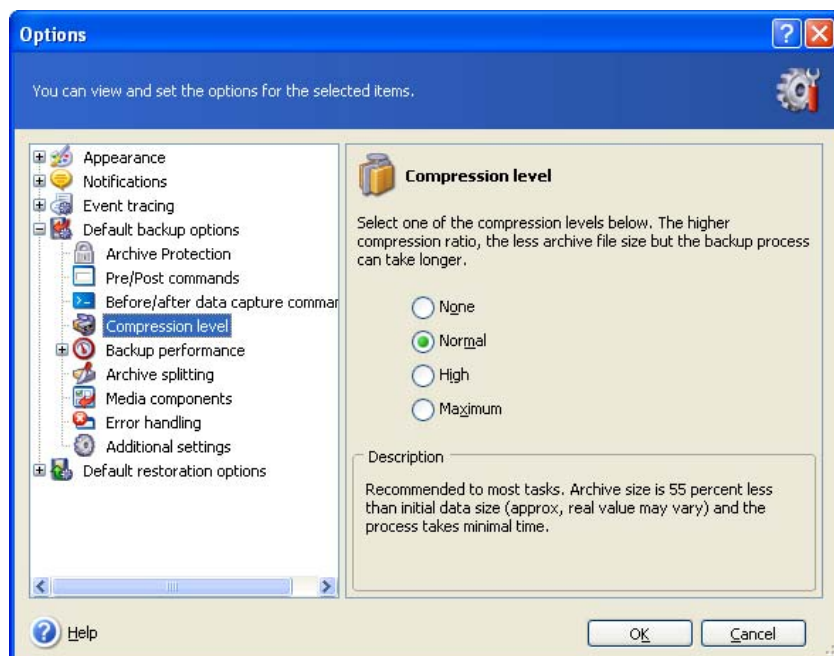 Options
You can view and set the options for the selected items.
Appearance
Notifications
Event tracing
Default backup options
Archive Protection
Pre/Post commands
Before/after data capture commar
Compression level
Backup performance
Archive splitting
Media components
Error handling
Additional settings
Default restoration options
Compression level
Select one of the compression levels below. The higher
compression ratio, the less archive file size but the backup process
can take longer.
None
Normal
High
Maximum
Description
Recommended to most tasks. Archive size is 55 percent less
than initial data size (approx, real value may vary) and the
process takes minimal time.
Help
OK
Cancel